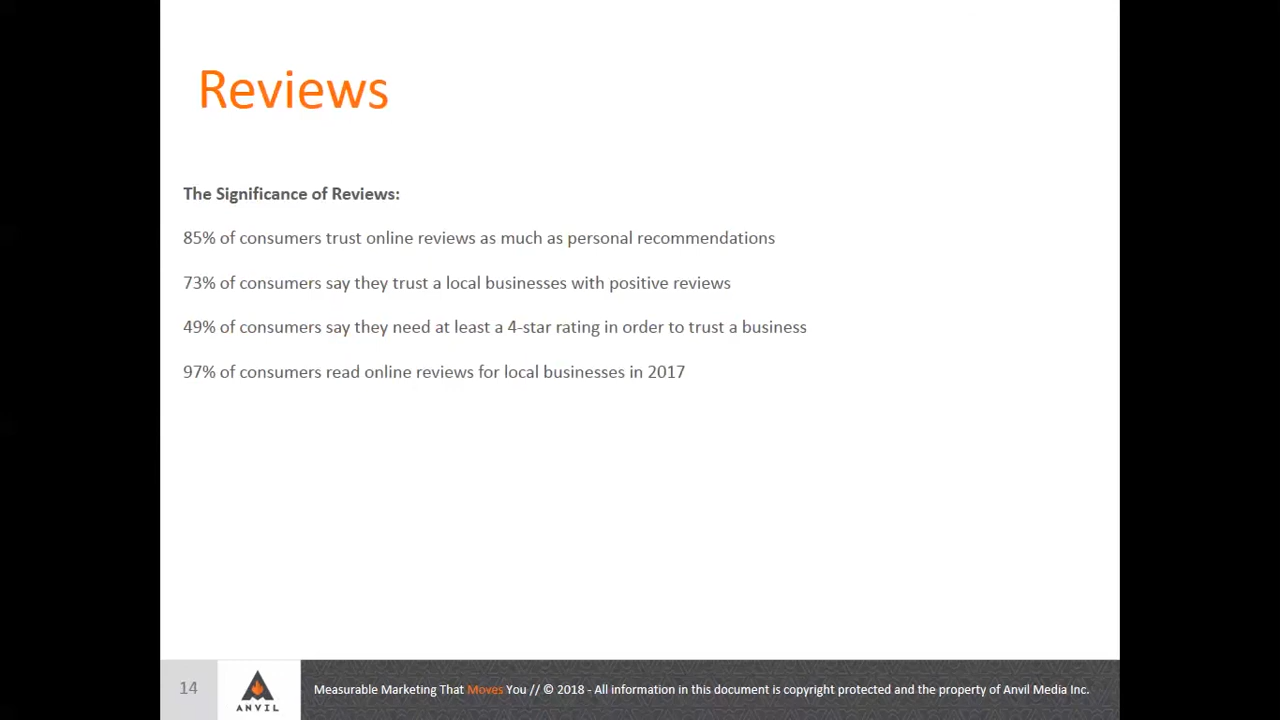 Reviews
The Significance of Reviews:
85% of consumers trust online reviews as much as personal recommendations
73% of consumers say they trust a local businesses with positive reviews
49% of consumers say they need at least a 4-star rating in order to trust a business
97% of consumers read online reviews for local businesses in 2017
14
ANVIL
Measurable Marketing That Moves You // © 2018 - All information in this document is copyright protected and the property of Anvil Media Inc.